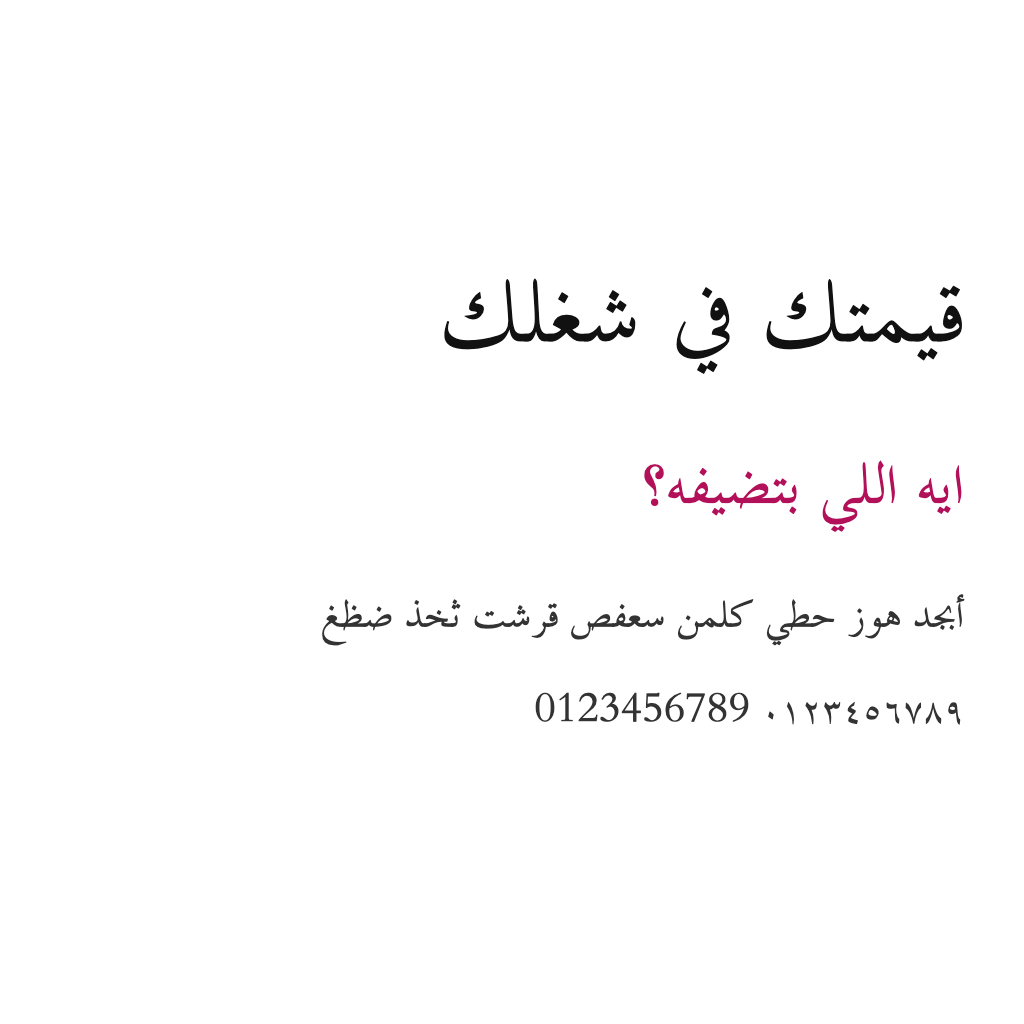 قيمتك في شغلك
ايه اللي بتضيفه؟
أبجد هوز حطي كلمن سعفص قرشت ثخذ ضظغ
٠١٢٣٤٥٦٧٨٩ 0123456789